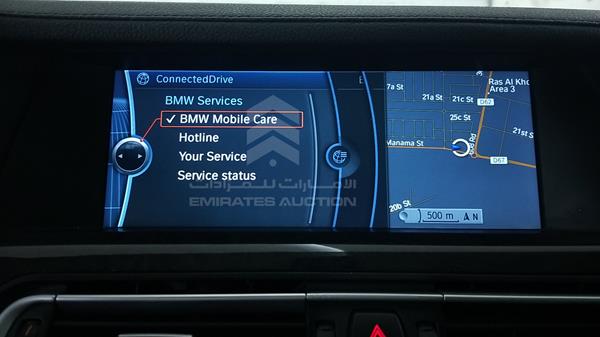 ConnectedDrive
BMW Services
✓ BMW Mobile Care
Hotline
Your Service
Service status
الإمارات للمزادات
EMIRATES AUCTION
Ras Al Kho
Area 3
7a St
21a St
21c St
D62
25c St
21st S
Manama St
D67
20b St
500 m
N